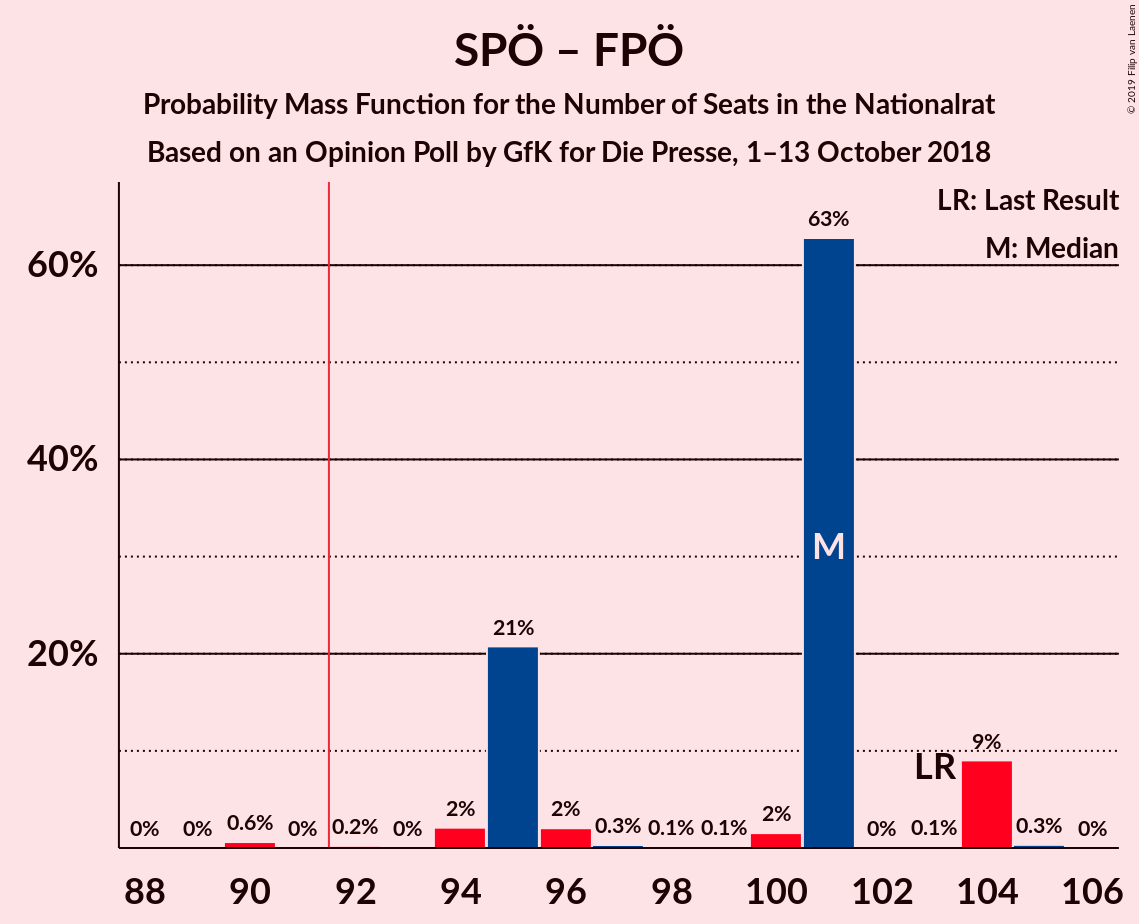 SPÖ – FPÖ
Probability Mass Function for the Number of Seats in the Nationalrat
Based on an Opinion Poll by GfK for Die Presse, 1–13 October 2018
© 2019 Filip van Laenen
LR: Last Result
M: Median
63%
60%
40%
M
21%
20%
9%
LR
0% 0% 0.6% 0% 0.2% 0% 2% 2% 0.3% 0.1% 0.1% 2% 0% 0.1% 0.3% 0%
88 90 92 94 96 98 100 102 104 106